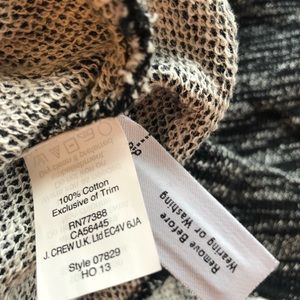 100% Cotton
Exclusive of Trim
RN77388
CA56445
J. CREW U.K. Ltd EC4V 6JA
Style 07829
HO 13
Remove Before
Wearing or Washing